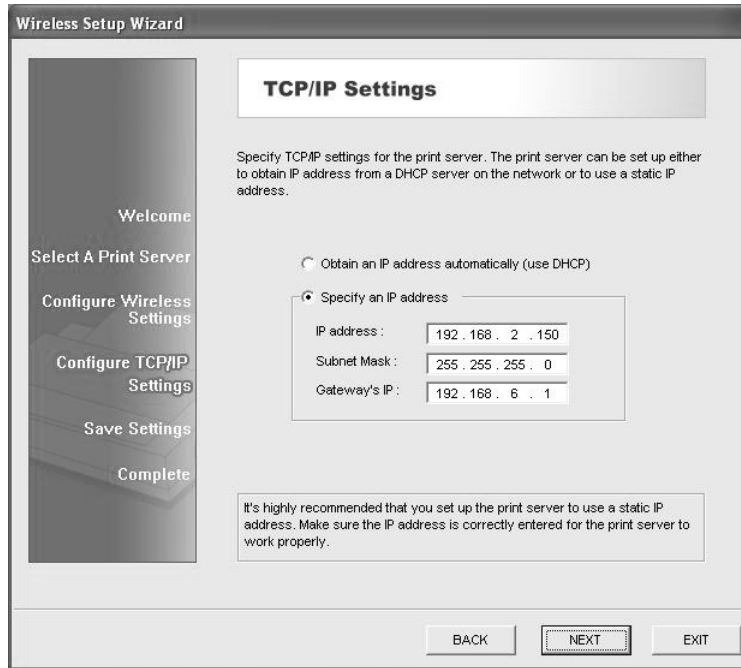 Wireless Setup Wizard
TCP/IP Settings
Specify TCP/IP settings for the print server. The print server can be set up either
to obtain IP address from a DHCP server on the network or to use a static IP
address.
Welcome
Select A Print Server
Configure Wireless
Settings
Configure TCP/IP
Settings
Save Settings
Complete
Obtain an IP address automatically (use DHCP)
Specify an IP address
IP address :
192 . 168 . 2 . 150
Subnet Mask :
255 . 255 . 255 . 0
Gateway's IP :
192 . 168 . 6 . 1
It's highly recommended that you set up the print server to use a static IP
address. Make sure the IP address is correctly entered for the print server to
work properly.
BACK
NEXT
EXIT